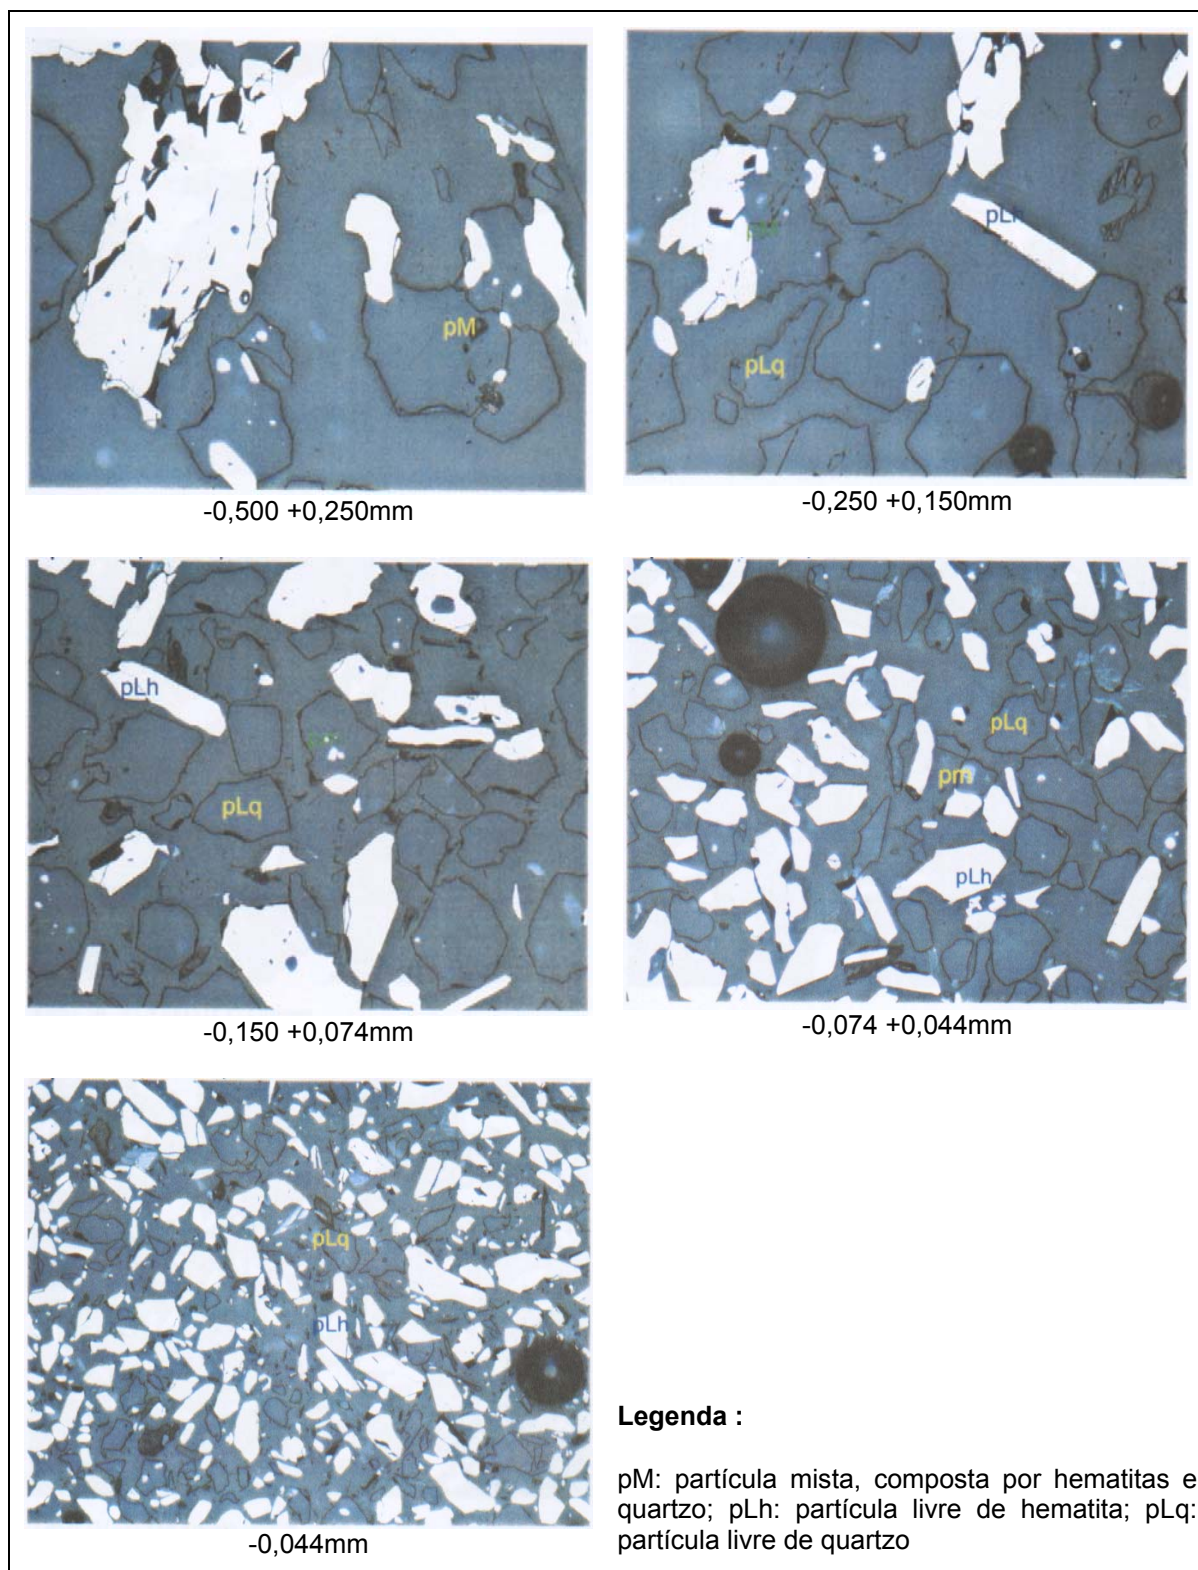 pM
pLh
pLq
-0,500 +0,250mm
-0,250 +0,150mm
pLh
pLq
pLq
pm
pLh
-0,150 +0,074mm
-0,074 +0,044mm
pLq
pLh
-0,044mm
Legenda :
pM: partícula mista, composta por hematitas e
quartzo; pLh: partícula livre de hematita; pLq:
partícula livre de quartzo